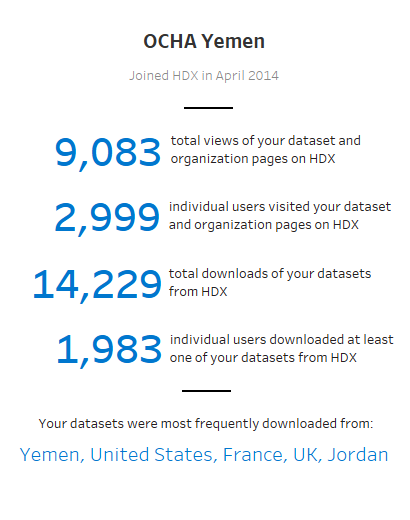 OCHA Yemen
Joined HDX in April 2014
9,083
total views of your dataset and
organization pages on HDX
2,999
individual users visited your dataset
and organization pages on HDX
14,229
total downloads of your datasets
from HDX
1,983
individual users downloaded at least
one of your datasets from HDX
Your datasets were most frequently downloaded from:
Yemen, United States, France, UK, Jordan